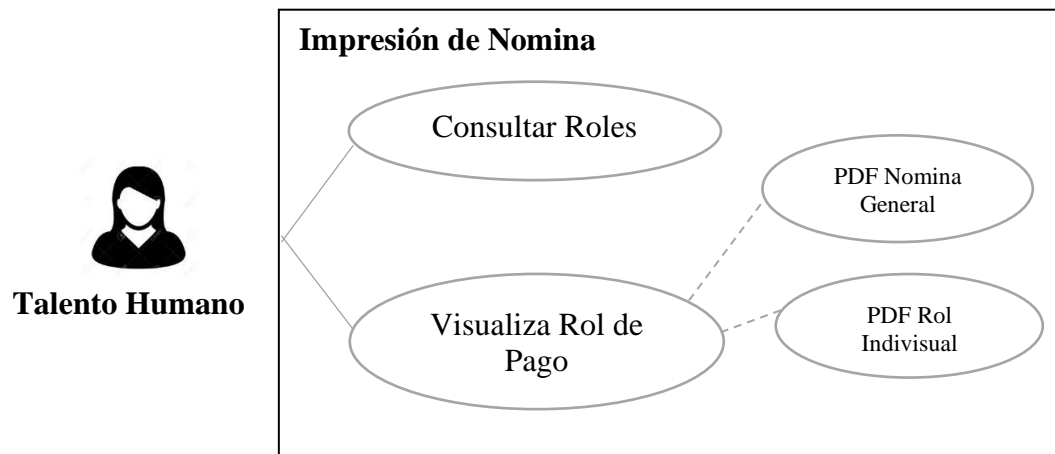 Impresión de Nomina
Consultar Roles
PDF Nomina
General
Talento Humano
Visualiza Rol de
Pago
PDF Rol
Indivisual